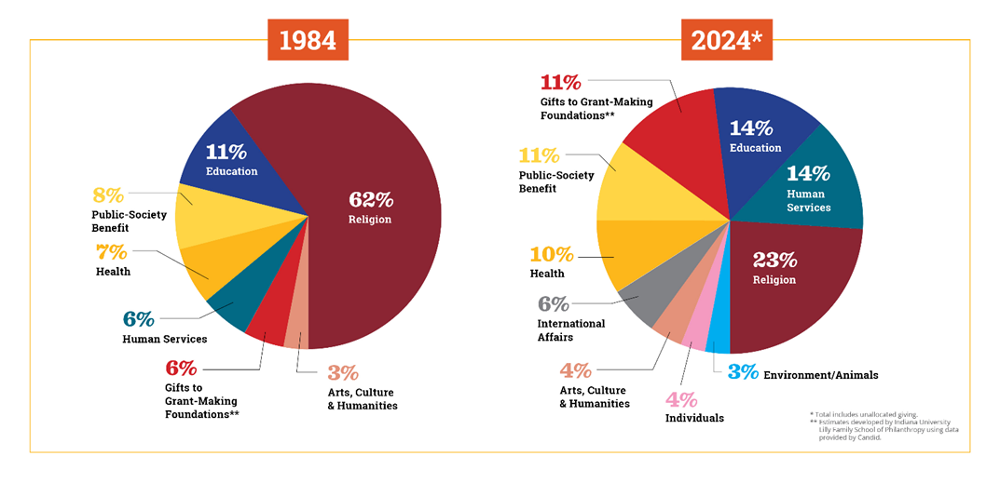 1984
62%
Religion
11%
Education
8%
Public-Society
Benefit
7%
Health
6%
Human Services
6%
Gifts to
Grant-Making
Foundations**
3%
Arts, Culture
& Humanities
2024*
11%
Gifts to Grant-Making
Foundations**
14%
Education
14%
Human
Services
11%
Public-Society
Benefit
10%
Health
23%
Religion
6%
International
Affairs
4%
Arts, Culture
& Humanities
4%
Individuals
3% Environment/Animals
* Total includes unallocated giving.
** Estimates developed by Indiana University
Lilly Family School of Philanthropy using data
provided by Candid.